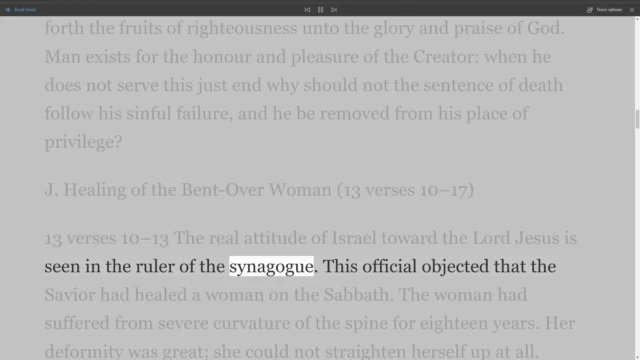 Read aloud
Voice options
forth the fruits of righteousness unto the glory and praise of God.
Man exists for the honour and pleasure of the Creator: when he
does not serve this just end why should not the sentence of death
follow his sinful failure, and he be removed from his place of
privilege?
J. Healing of the Bent-Over Woman (13 verses 10–17)
13 verses 10–13 The real attitude of Israel toward the Lord Jesus is
seen in the ruler of the synagogue. This official objected that the
Savior had healed a woman on the Sabbath. The woman had
suffered from severe curvature of the spine for eighteen years. Her
deformity was great; she could not straighten herself up at all.